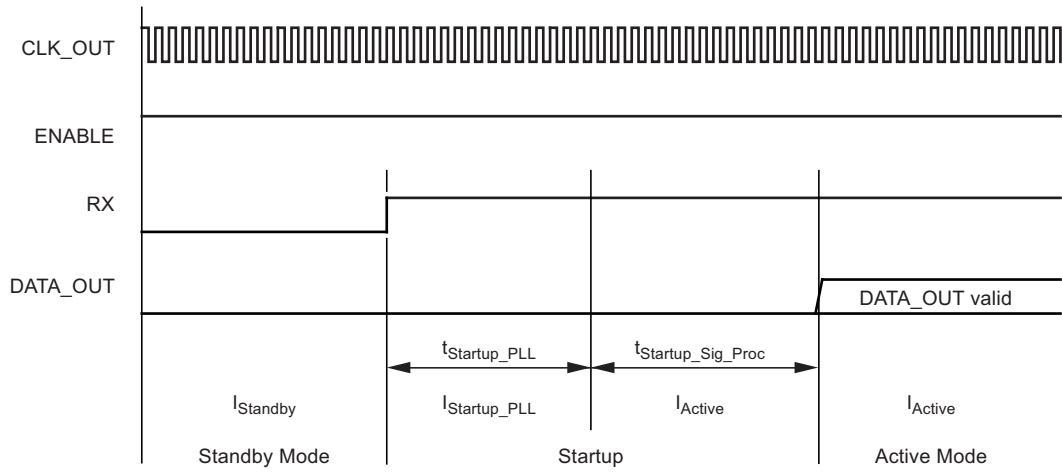 CLK_OUT
ENABLE
RX
DATA_OUT
DATA_OUT valid
tStartup_PLL
tStartup_Sig_Proc
IStandby
IStartup_PLL
IActive
IActive
Standby Mode
Startup
Active Mode